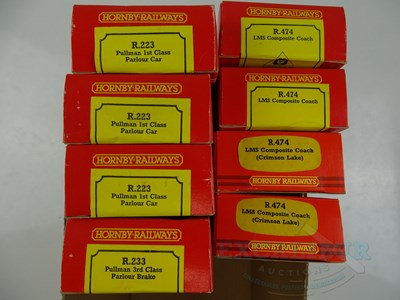 HORNBY-RAILWAYS
R.223
Pullman 1st Class
Parlour Car
HORNBY-RAILWAYS
R.223
Pullman 1st Class
Parlour Car
HORNBY-RAILWAYS
R.223
Pullman 1st Class
Parlour Car
HORNBY-RAILWAYS
R.233
Pullman 3rd Class
Parlour Brake
HORNBY-RAILWAYS
R.474
LMS Composite Coach
HORNBY-RAILWAYS
R.474
LMS Composite Coach
R.474
LMS Composite Coach
(Crimson Lake)
HORNBY RAILWAYS
R.474
LMS Composite Coach
(Crimson Lake)
HORNBY RAILWAYS
AUCTIONS